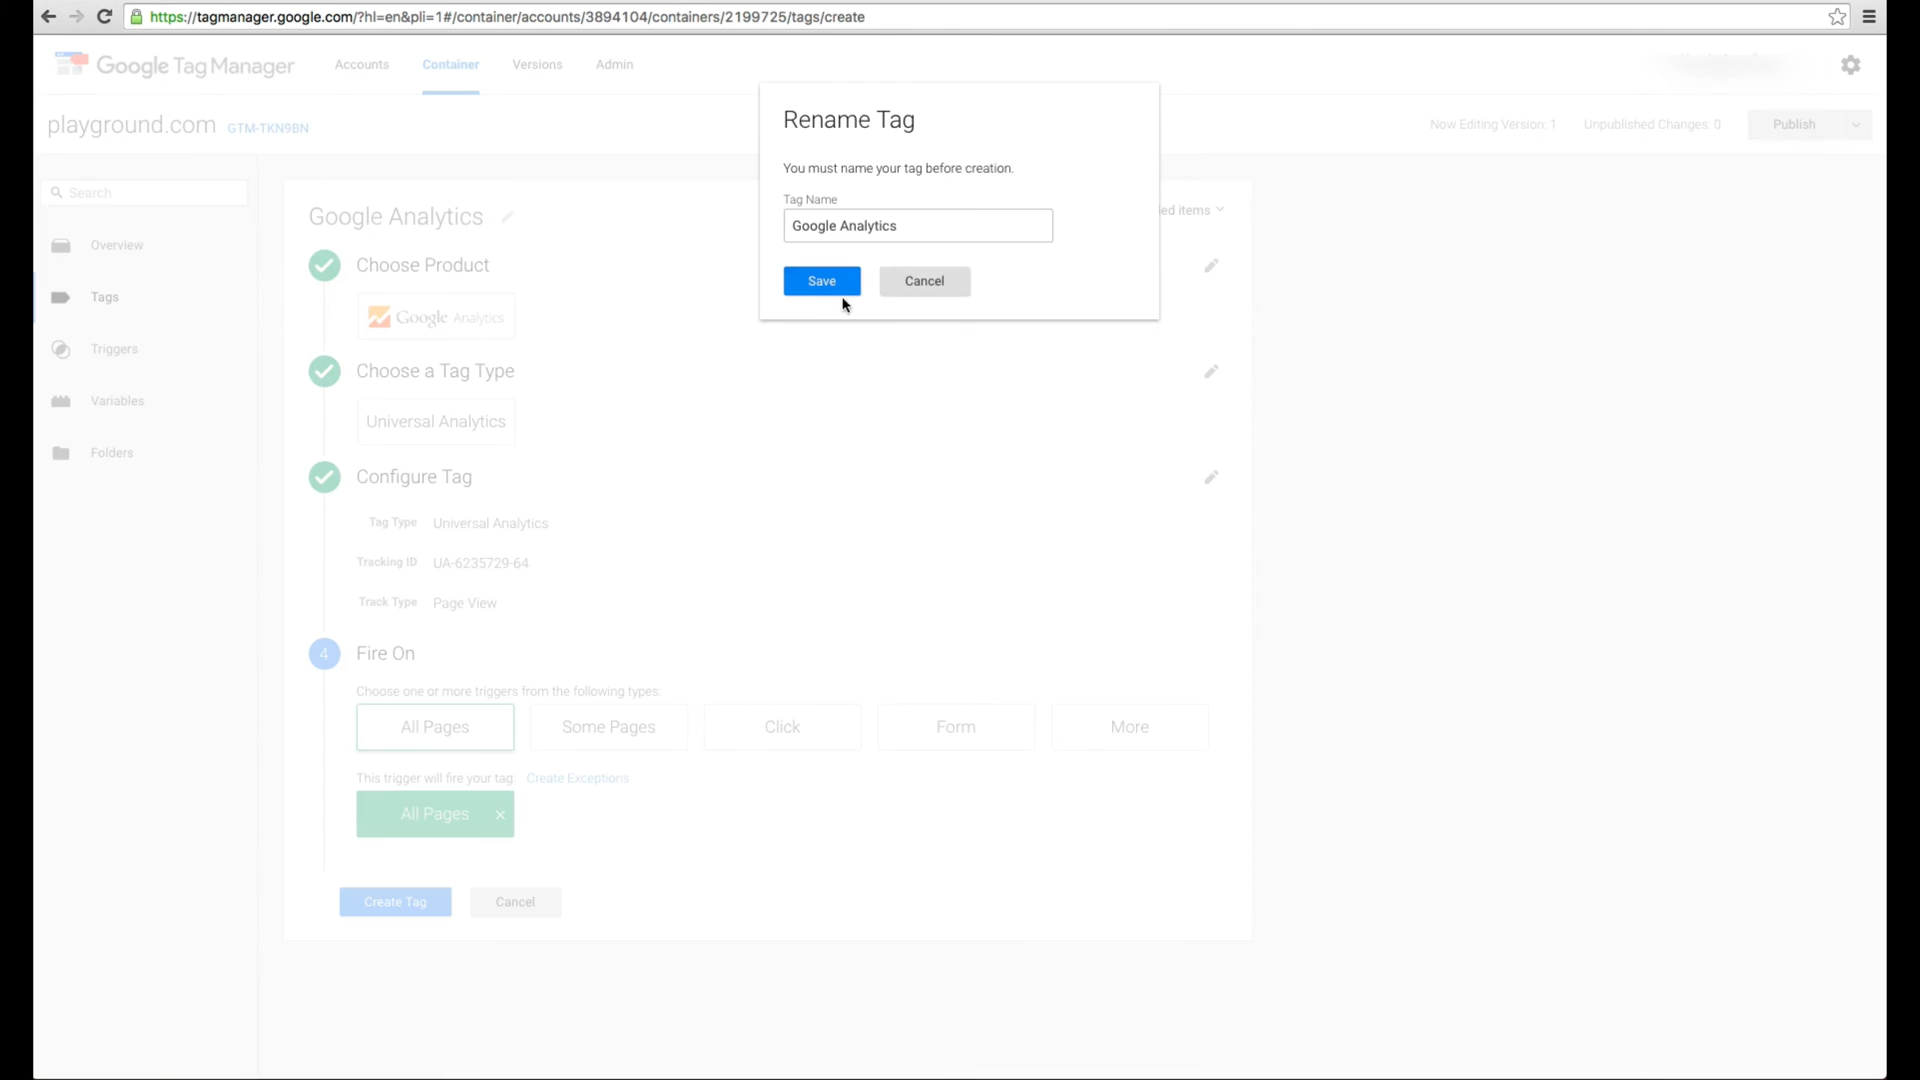 https://tagmanager.google.com/?hl=en&pli=1#/container/accounts/3894104/containers/2199725/tags/create
Google Tag Manager
Accounts
Container
Versions
Admin
playground.com GTM-TKN9BN
Now Editing Version: 1
Unpublished Changes: 0
Publish
Rename Tag
You must name your tag before creation.
Tag Name
Google Analytics
Save
Cancel
Search
Overview
Tags
Triggers
Variables
Folders
Google Analytics
items
Choose Product
Google Analytics
Choose a Tag Type
Universal Analytics
Configure Tag
Tag Type Universal Analytics
Tracking ID UA-6235729-64
Track Type Page View
4 Fire On
Choose one or more triggers from the following types:
All Pages
Some Pages
Click
Form
More
This trigger will fire your tag: Create Exceptions
All Pages ×
Create Tag
Cancel